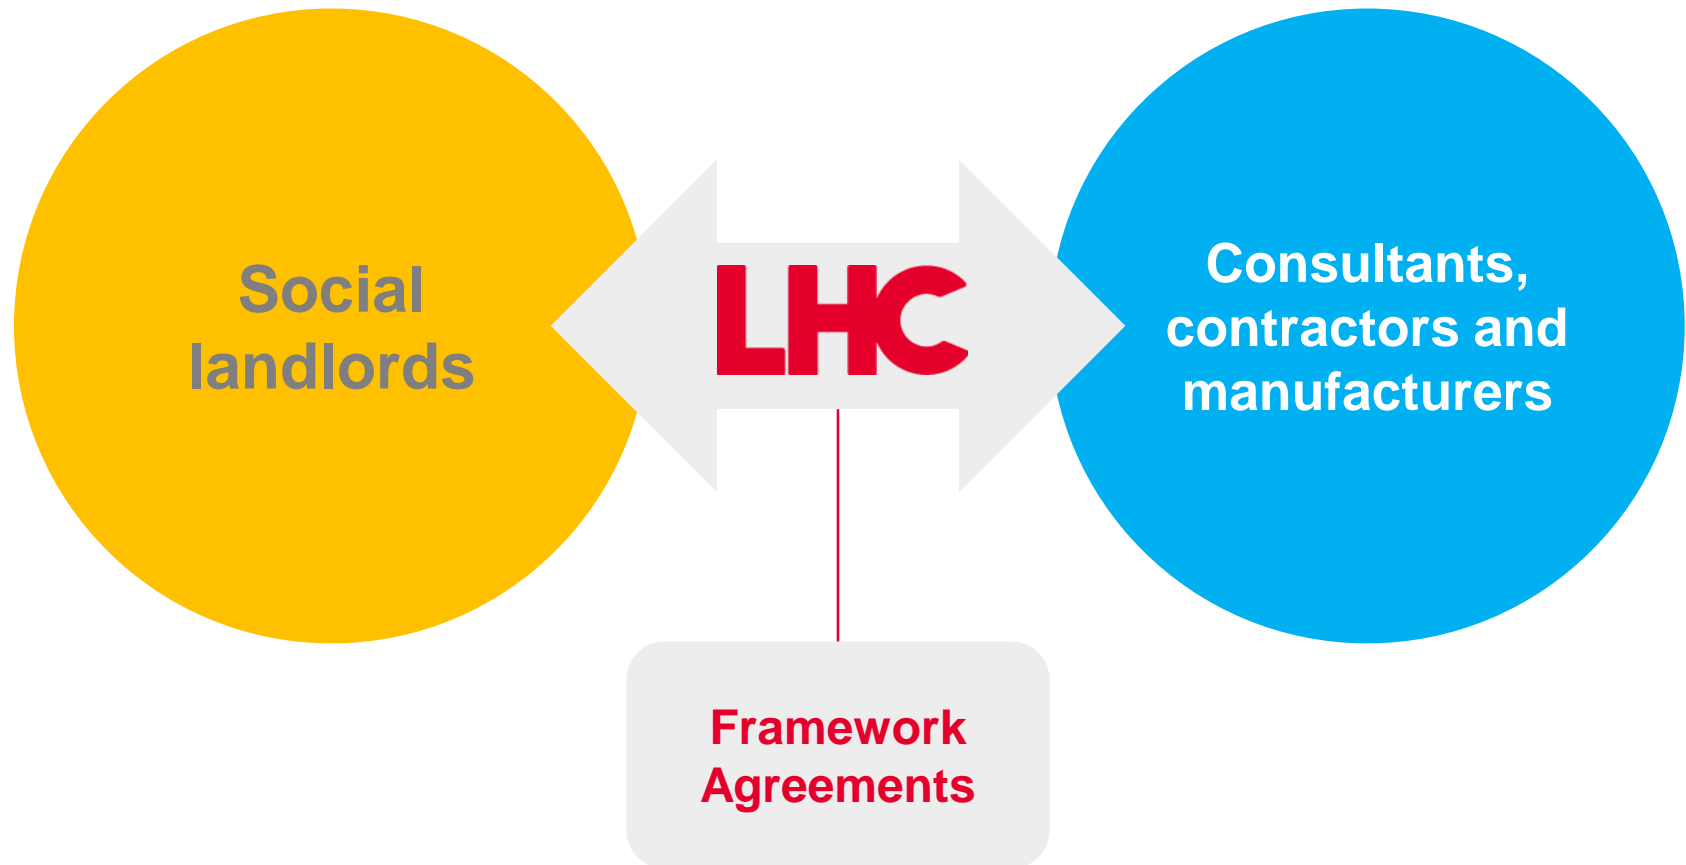 Social
landlords
LHC
Consultants,
contractors and
manufacturers
Framework
Agreements